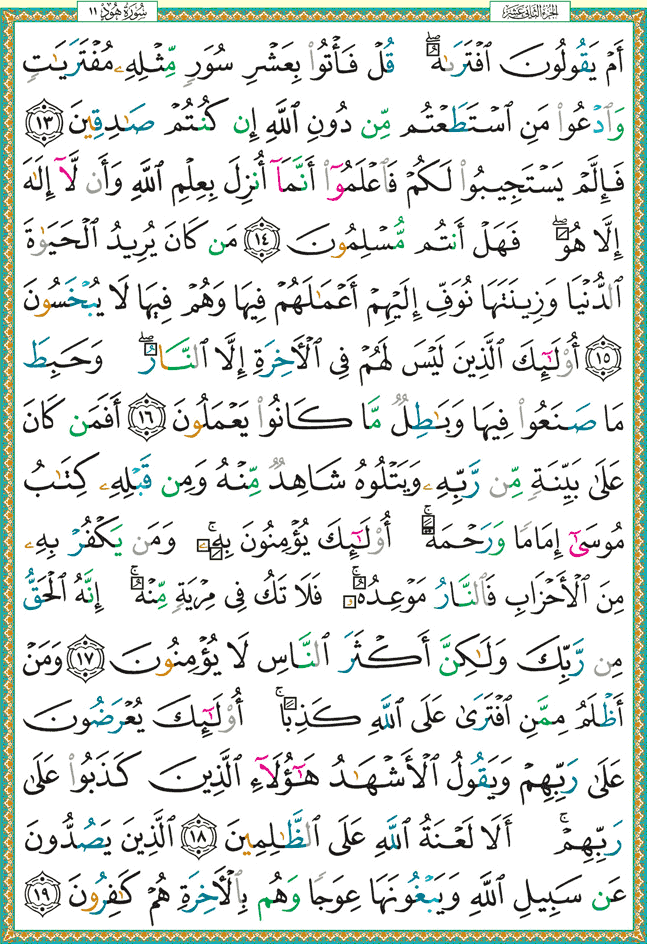 الجزء الثاني عشر
سورة هود ١١
أَمْ يَقُولُونَ ٱفْتَرَىٰهُ ۖ قُلْ فَأْتُوا۟ بِعَشْرِ سُوَرٍ مِّثْلِهِۦ مُفْتَرَيَٰتٍ
وَٱدْعُوا۟ مَنِ ٱسْتَطَعْتُم مِّن دُونِ ٱللَّهِ إِن كُنتُمْ صَٰدِقِينَ ١٣
فَإِلَّمْ يَسْتَجِيبُوا۟ لَكُمْ فَٱعْلَمُوٓا۟ أَنَّمَآ أُنزِلَ بِعِلْمِ ٱللَّهِ وَأَن لَّآ إِلَٰهَ
إِلَّا هُوَ ۖ فَهَلْ أَنتُم مُّسْلِمُونَ ١٤ مَن كَانَ يُرِيدُ ٱلْحَيَوٰةَ
ٱلدُّنْيَا وَزِينَتَهَا نُوَفِّ إِلَيْهِمْ أَعْمَٰلَهُمْ فِيهَا وَهُمْ فِيهَا لَا يُبْخَسُونَ
١٥ أُو۟لَٰٓئِكَ ٱلَّذِينَ لَيْسَ لَهُمْ فِى ٱلْءَاخِرَةِ إِلَّا ٱلنَّارُ ۖ وَحَبِطَ
مَا صَنَعُوا۟ فِيهَا وَبَٰطِلٌ مَّا كَانُوا۟ يَعْمَلُونَ ١٦ أَفَمَن كَانَ
عَلَىٰ بَيِّنَةٍ مِّن رَّبِّهِۦ وَيَتْلُوهُ شَاهِدٌ مِّنْهُ وَمِن قَبْلِهِۦ كِتَٰبُ
مُوسَىٰٓ إِمَامًا وَرَحْمَةً ۚ أُو۟لَٰٓئِكَ يُؤْمِنُونَ بِهِۦ ۚ وَمَن يَكْفُرْ بِهِۦ
مِنَ ٱلْأَحْزَابِ فَٱلنَّارُ مَوْعِدُهُۥ ۚ فَلَا تَكُ فِى مِرْيَةٍ مِّنْهُ ۚ إِنَّهُ ٱلْحَقُّ
مِن رَّبِّكَ وَلَٰكِنَّ أَكْثَرَ ٱلنَّاسِ لَا يُؤْمِنُونَ ١٧ وَمَنْ
أَظْلَمُ مِمَّنِ ٱفْتَرَىٰ عَلَى ٱللَّهِ كَذِبًا ۚ أُو۟لَٰٓئِكَ يُعْرَضُونَ
عَلَىٰ رَبِّهِمْ وَيَقُولُ ٱلْأَشْهَٰدُ هَٰٓؤُلَآءِ ٱلَّذِينَ كَذَبُوا۟ عَلَىٰ
رَبِّهِمْ ۚ أَلَا لَعْنَةُ ٱللَّهِ عَلَى ٱلظَّٰلِمِينَ ١٨ ٱلَّذِينَ يَصُدُّونَ
عَن سَبِيلِ ٱللَّهِ وَيَبْغُونَهَا عِوَجًا وَهُم بِٱلْءَاخِرَةِ هُمْ كَٰفِرُونَ ١٩